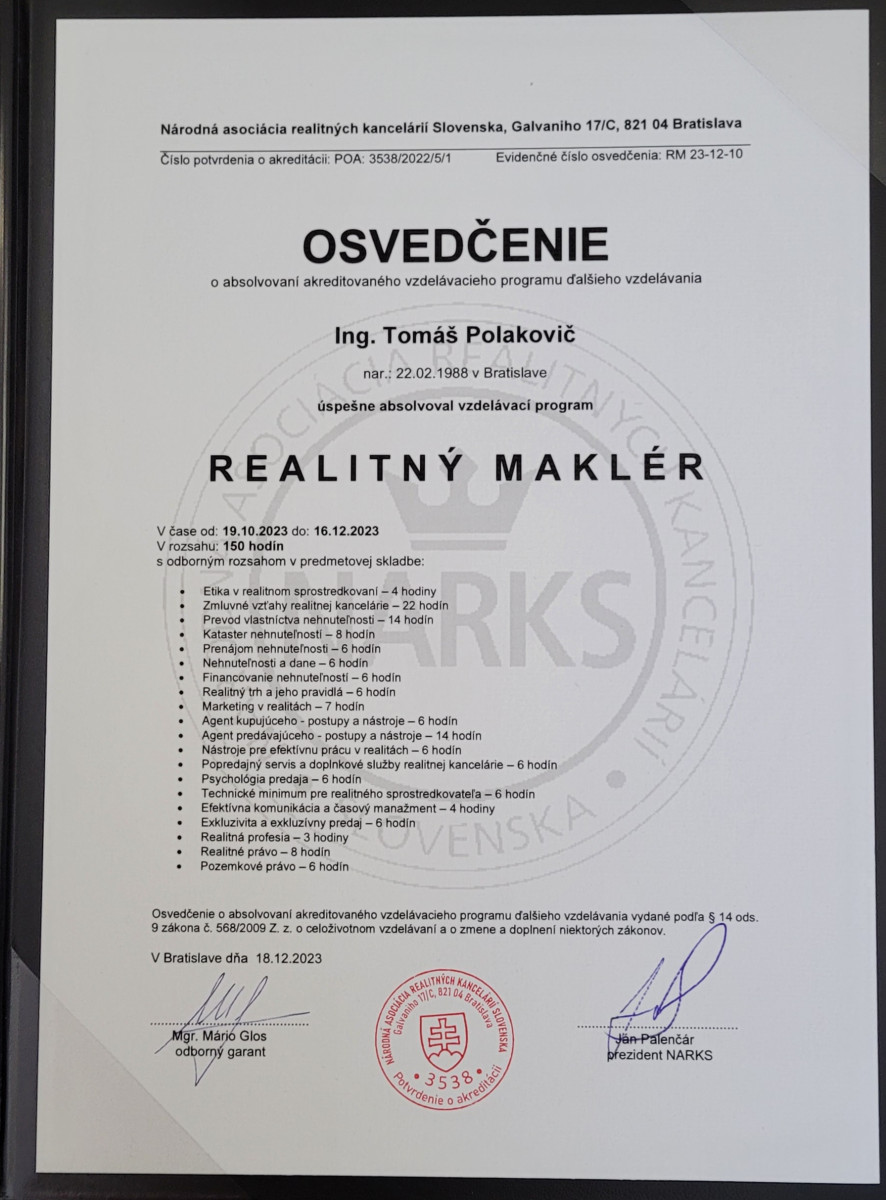 Národná asociácia realitných kancelárií Slovenska, Galvaniho 17/C, 821 04 Bratislava
Číslo potvrdenia o akreditácii: POA: 3538/2022/5/1 Evidenčné číslo osvedčenia: RM 23-12-10
OSVEDČENIE
o absolvovaní akreditovaného vzdelávacieho programu ďalšieho vzdelávania
Ing. Tomáš Polakovič
nar.: 22.02.1988 v Bratislave
úspešne absolvoval vzdelávací program
REALITNÝ MAKLÉR
V čase od: 19.10.2023 do: 16.12.2023
V rozsahu: 150 hodin
s odborným rozsahom v predmetovej skladbe:
• Etika v realitnom sprostredkovaní – 4 hodiny
• Zmluvné vzťahy realitnej kancelárie – 22 hodín
• Prevod vlastníctva nehnuteľnosti – 14 hodín
• Kataster nehnuteľností – 8 hodín
• Prenájom nehnuteľností – 6 hodín
• Nehnuteľnosti a dane – 6 hodín
• Financovanie nehnuteľností – 6 hodín
• Realitný trh a jeho pravidlá – 6 hodín
• Marketing v realitách – 7 hodín
• Agent kupujúceho - postupy a nástroje – 6 hodín
• Agent predávajúceho - postupy a nástroje – 14 hodín
• Nástroje pre efektívnu prácu v realitách – 6 hodín
• Popredajný servis a doplnkové služby realitnej kancelárie – 6 hodín
• Psychológia predaja – 6 hodín
• Technické minimum pre realitného sprostredkovateľa – 6 hodín
• Efektívna komunikácia a časový manažment – 4 hodiny
• Exkluzivita a exkluzívny predaj – 6 hodín
• Realitná profesia – 3 hodiny
• Realitné právo – 8 hodín
• Pozemkové právo – 6 hodín
NÁRODNÁ ASOCIÁCIA REALITNÝCH KANCELÁRIÍ • SLOVENSKA •
NARKS
Osvedčenie o absolvovaní akreditovaného vzdelávacieho programu ďalšieho vzdelávania vydané podľa § 14 ods.
9 zákona č. 568/2009 Z. z. o celoživotnom vzdelávaní a o zmene a doplnení niektorých zákonov.
V Bratislave dňa 18.12.2023
Mgr. Mário Glos
odborný garant
NÁRODNÁ ASOCIÁCIA REALITNÝCH KANCELÁRIÍ SLOVENSKA
Galvaniho 17/C, 821 04 Bratislava
• 3538 •
Potvrdenie o akreditácii
Ján Palenčár
prezident NARKS